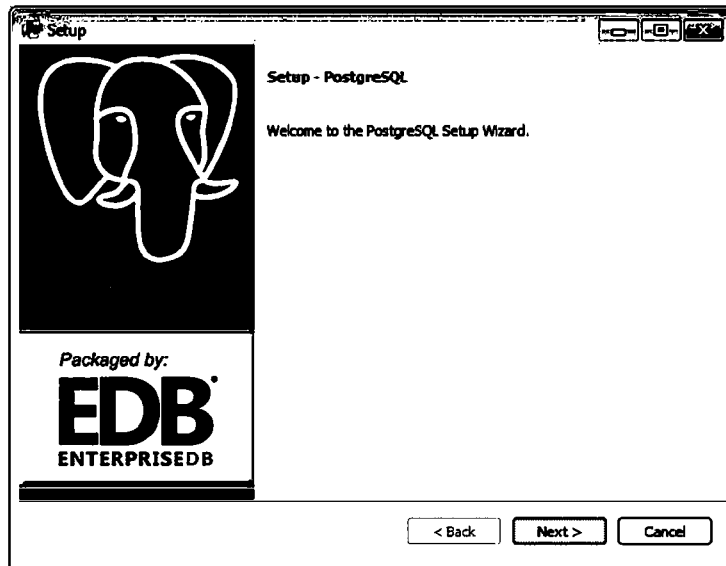 Setup
Setup - PostgreSQL
Welcome to the PostgreSQL Setup Wizard.
Packaged by:
EDB
ENTERPRISEDB
< Back
Next >
Cancel